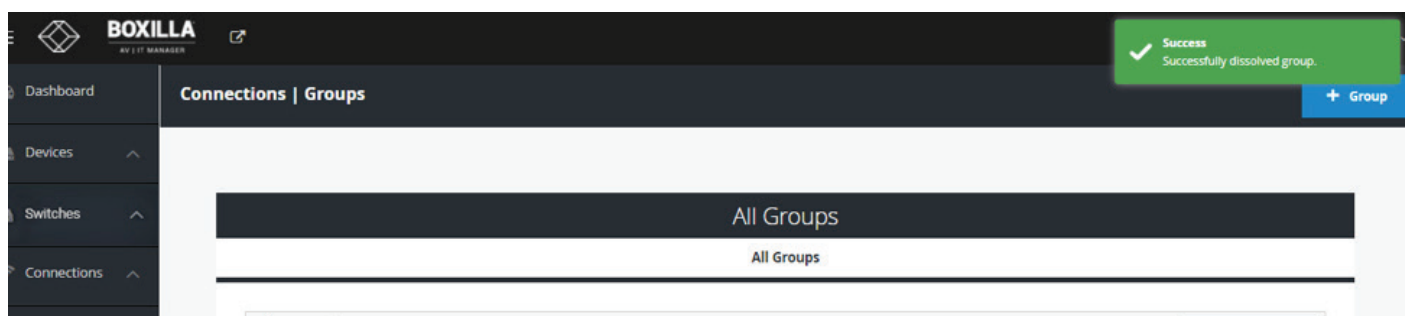 BOXILLA
AV | IT MANAGER
Success
Successfully dissolved group.
Dashboard
Connections | Groups
+ Group
Devices
Switches
All Groups
All Groups
Connections